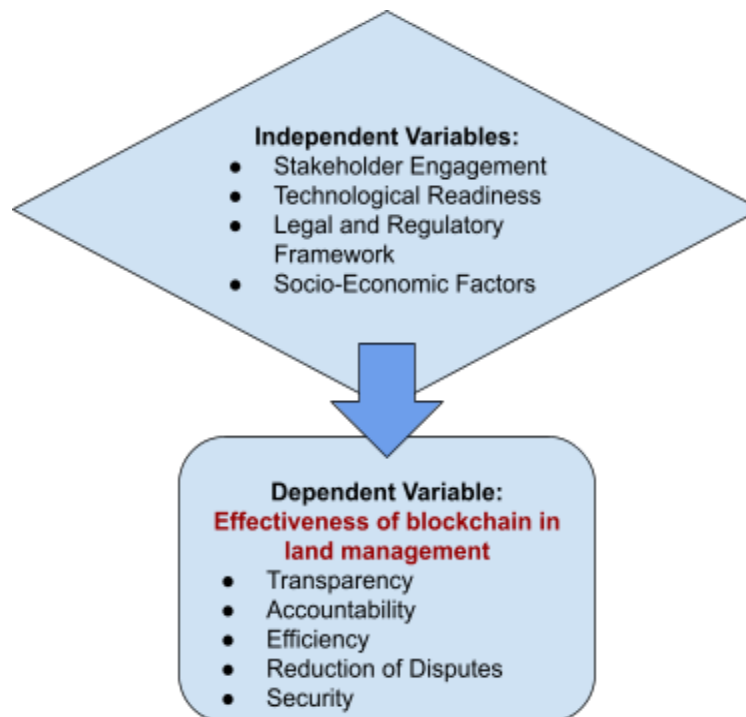 Independent Variables:
● Stakeholder Engagement
● Technological Readiness
● Legal and Regulatory
Framework
● Socio-Economic Factors
Dependent Variable:
Effectiveness of blockchain in
land management
● Transparency
● Accountability
● Efficiency
● Reduction of Disputes
● Security